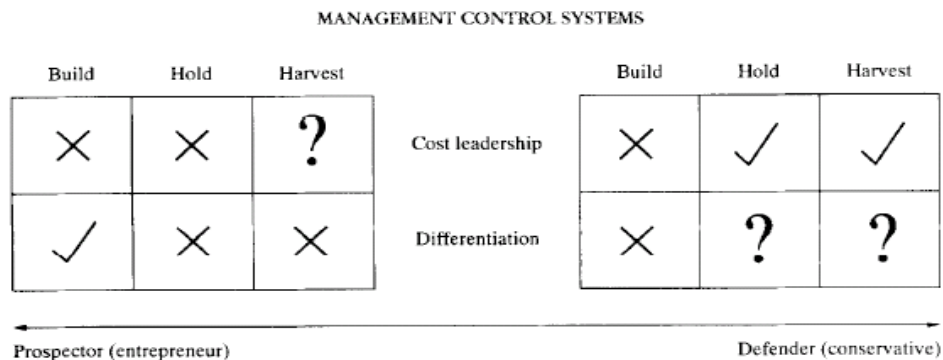 MANAGEMENT CONTROL SYSTEMS
Build Hold Harvest Build Hold Harvest
? Cost leadership
Differentiation ? ?
Prospector (entrepreneur) Defender (conservative)